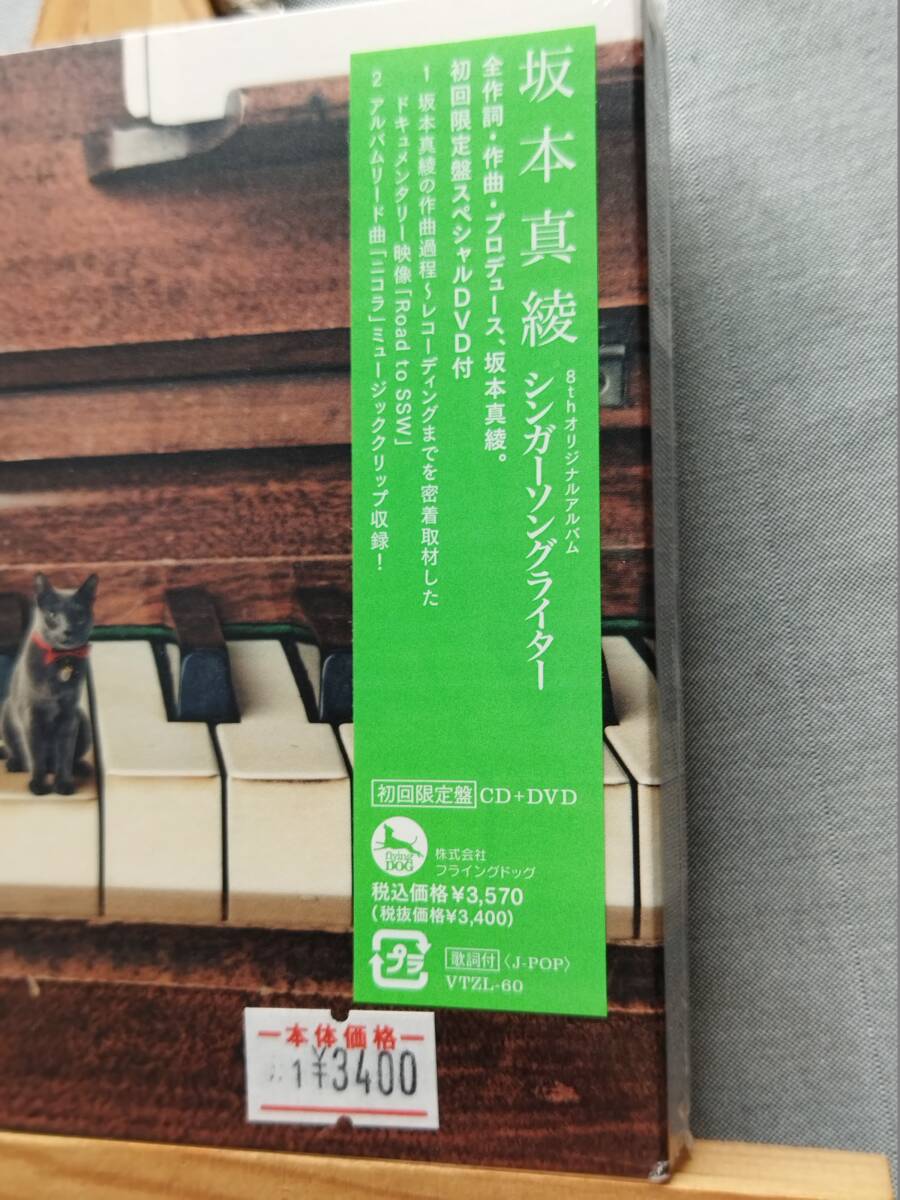 坂本真綾
8thオリジナルアルバム
シンガーソングライター
全作詞・作曲・プロデュース、坂本真綾。
初回限定盤スペシャルDVD付
1 坂本真綾の作曲過程～レコーディングまでを密着取材した
ドキュメンタリー映像「Road to SSW」
2 アルバムリード曲「ニコラ」ミュージッククリップ収録！
初回限定盤 CD+DVD
flying DOG
株式会社
フライングドッグ
税込価格¥3,570
(税抜価格¥3,400)
プラ
歌詞付〈J-POP〉
VTZL-60
本体価格
1¥3400